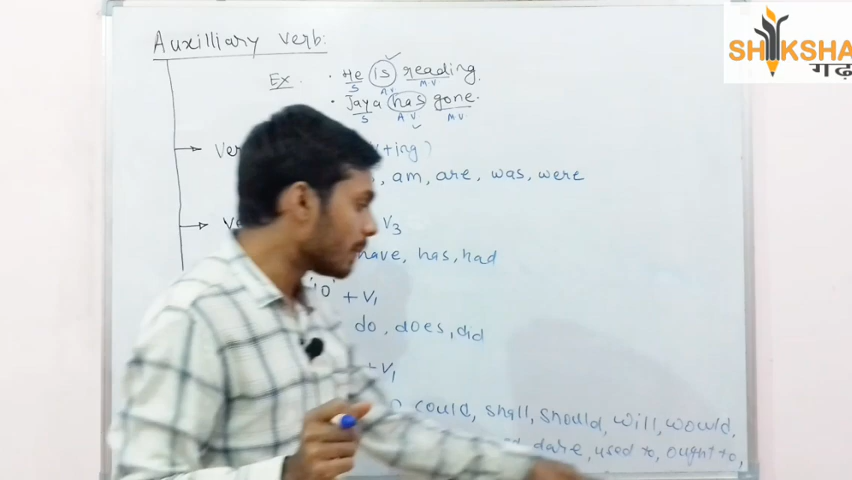 Auxilliary verb:
SHIKSHA
गढ़
Ex. • He is reading.
S A.V M.V
• Jaya has gone.
S A V M V.
+ing)
am, are, was, were
V3
have, has, had
+ V1
do, does, did
+ V1
could, shall, should, will, would,
dare, used to, ought to,